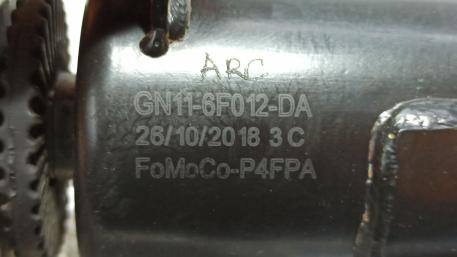 ARC
GN11-6F012-DA
26/10/2018 3 C
FoMoCo-P4FPA